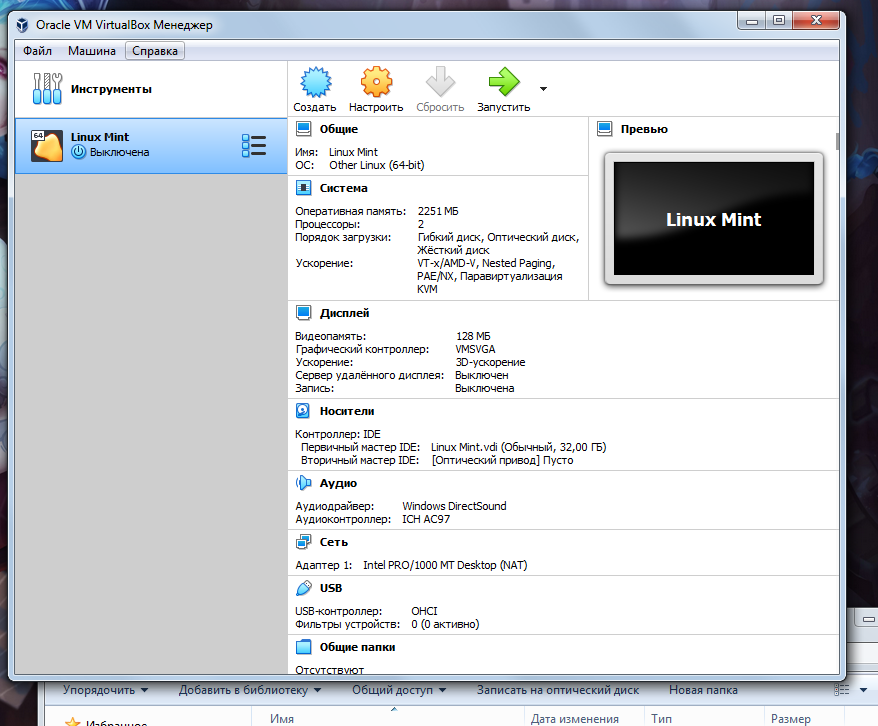 Oracle VM VirtualBox Менеджер
Файл Машина Справка
Инструменты
Создать Настроить Сбросить Запустить
64
Linux Mint
Выключена
Общие
Имя: Linux Mint
ОС: Other Linux (64-bit)
Превью
Linux Mint
Система
Оперативная память: 2251 МБ
Процессоры: 2
Порядок загрузки: Гибкий диск, Оптический диск,
Жёсткий диск
Ускорение: VT-x/AMD-V, Nested Paging,
PAE/NX, Паравиртуализация
KVM
Дисплей
Видеопамять: 128 МБ
Графический контроллер: VMSVGA
Ускорение: 3D-ускорение
Сервер удалённого дисплея: Выключен
Запись: Выключена
Носители
Контроллер: IDE
Первичный мастер IDE: Linux Mint.vdi (Обычный, 32,00 ГБ)
Вторичный мастер IDE: [Оптический привод] Пусто
Аудио
Аудиодрайвер: Windows DirectSound
Аудиоконтроллер: ICH AC97
Сеть
Адаптер 1: Intel PRO/1000 MT Desktop (NAT)
USB
USB-контроллер: OHCI
Фильтры устройств: 0 (0 активно)
Общие папки
Отсутствуют
Упорядочить Добавить в библиотеку Общий доступ Записать на оптический диск Новая папка
Избранное Имя Дата изменения Тип Размер